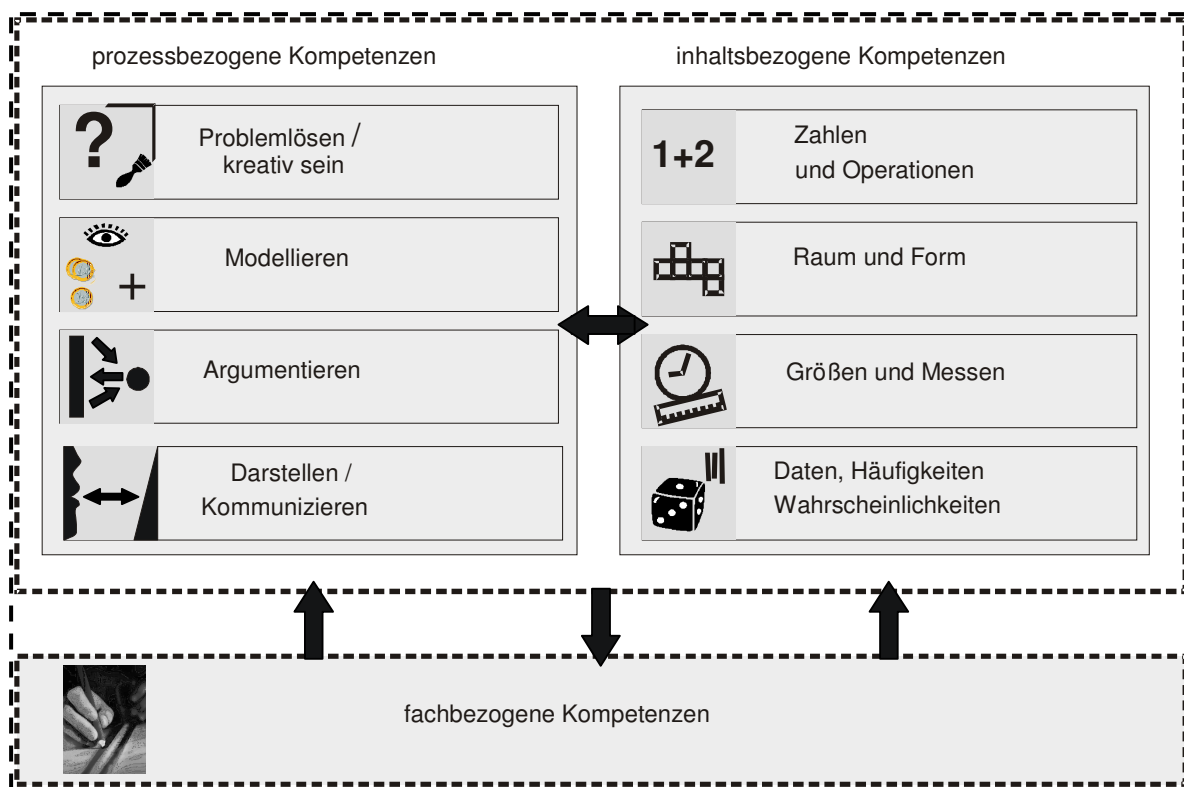 prozessbezogene Kompetenzen
?
Problemlösen /
kreativ sein
+
Modellieren
Argumentieren
Darstellen /
Kommunizieren
inhaltsbezogene Kompetenzen
1+2
Zahlen
und Operationen
Raum und Form
Größen und Messen
Daten, Häufigkeiten
Wahrscheinlichkeiten
fachbezogene Kompetenzen